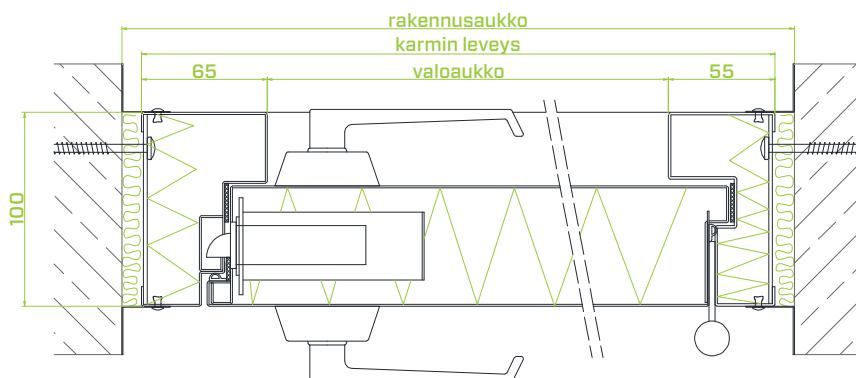 rakennusaukko
karmin leveys
65
valoaukko
55
100